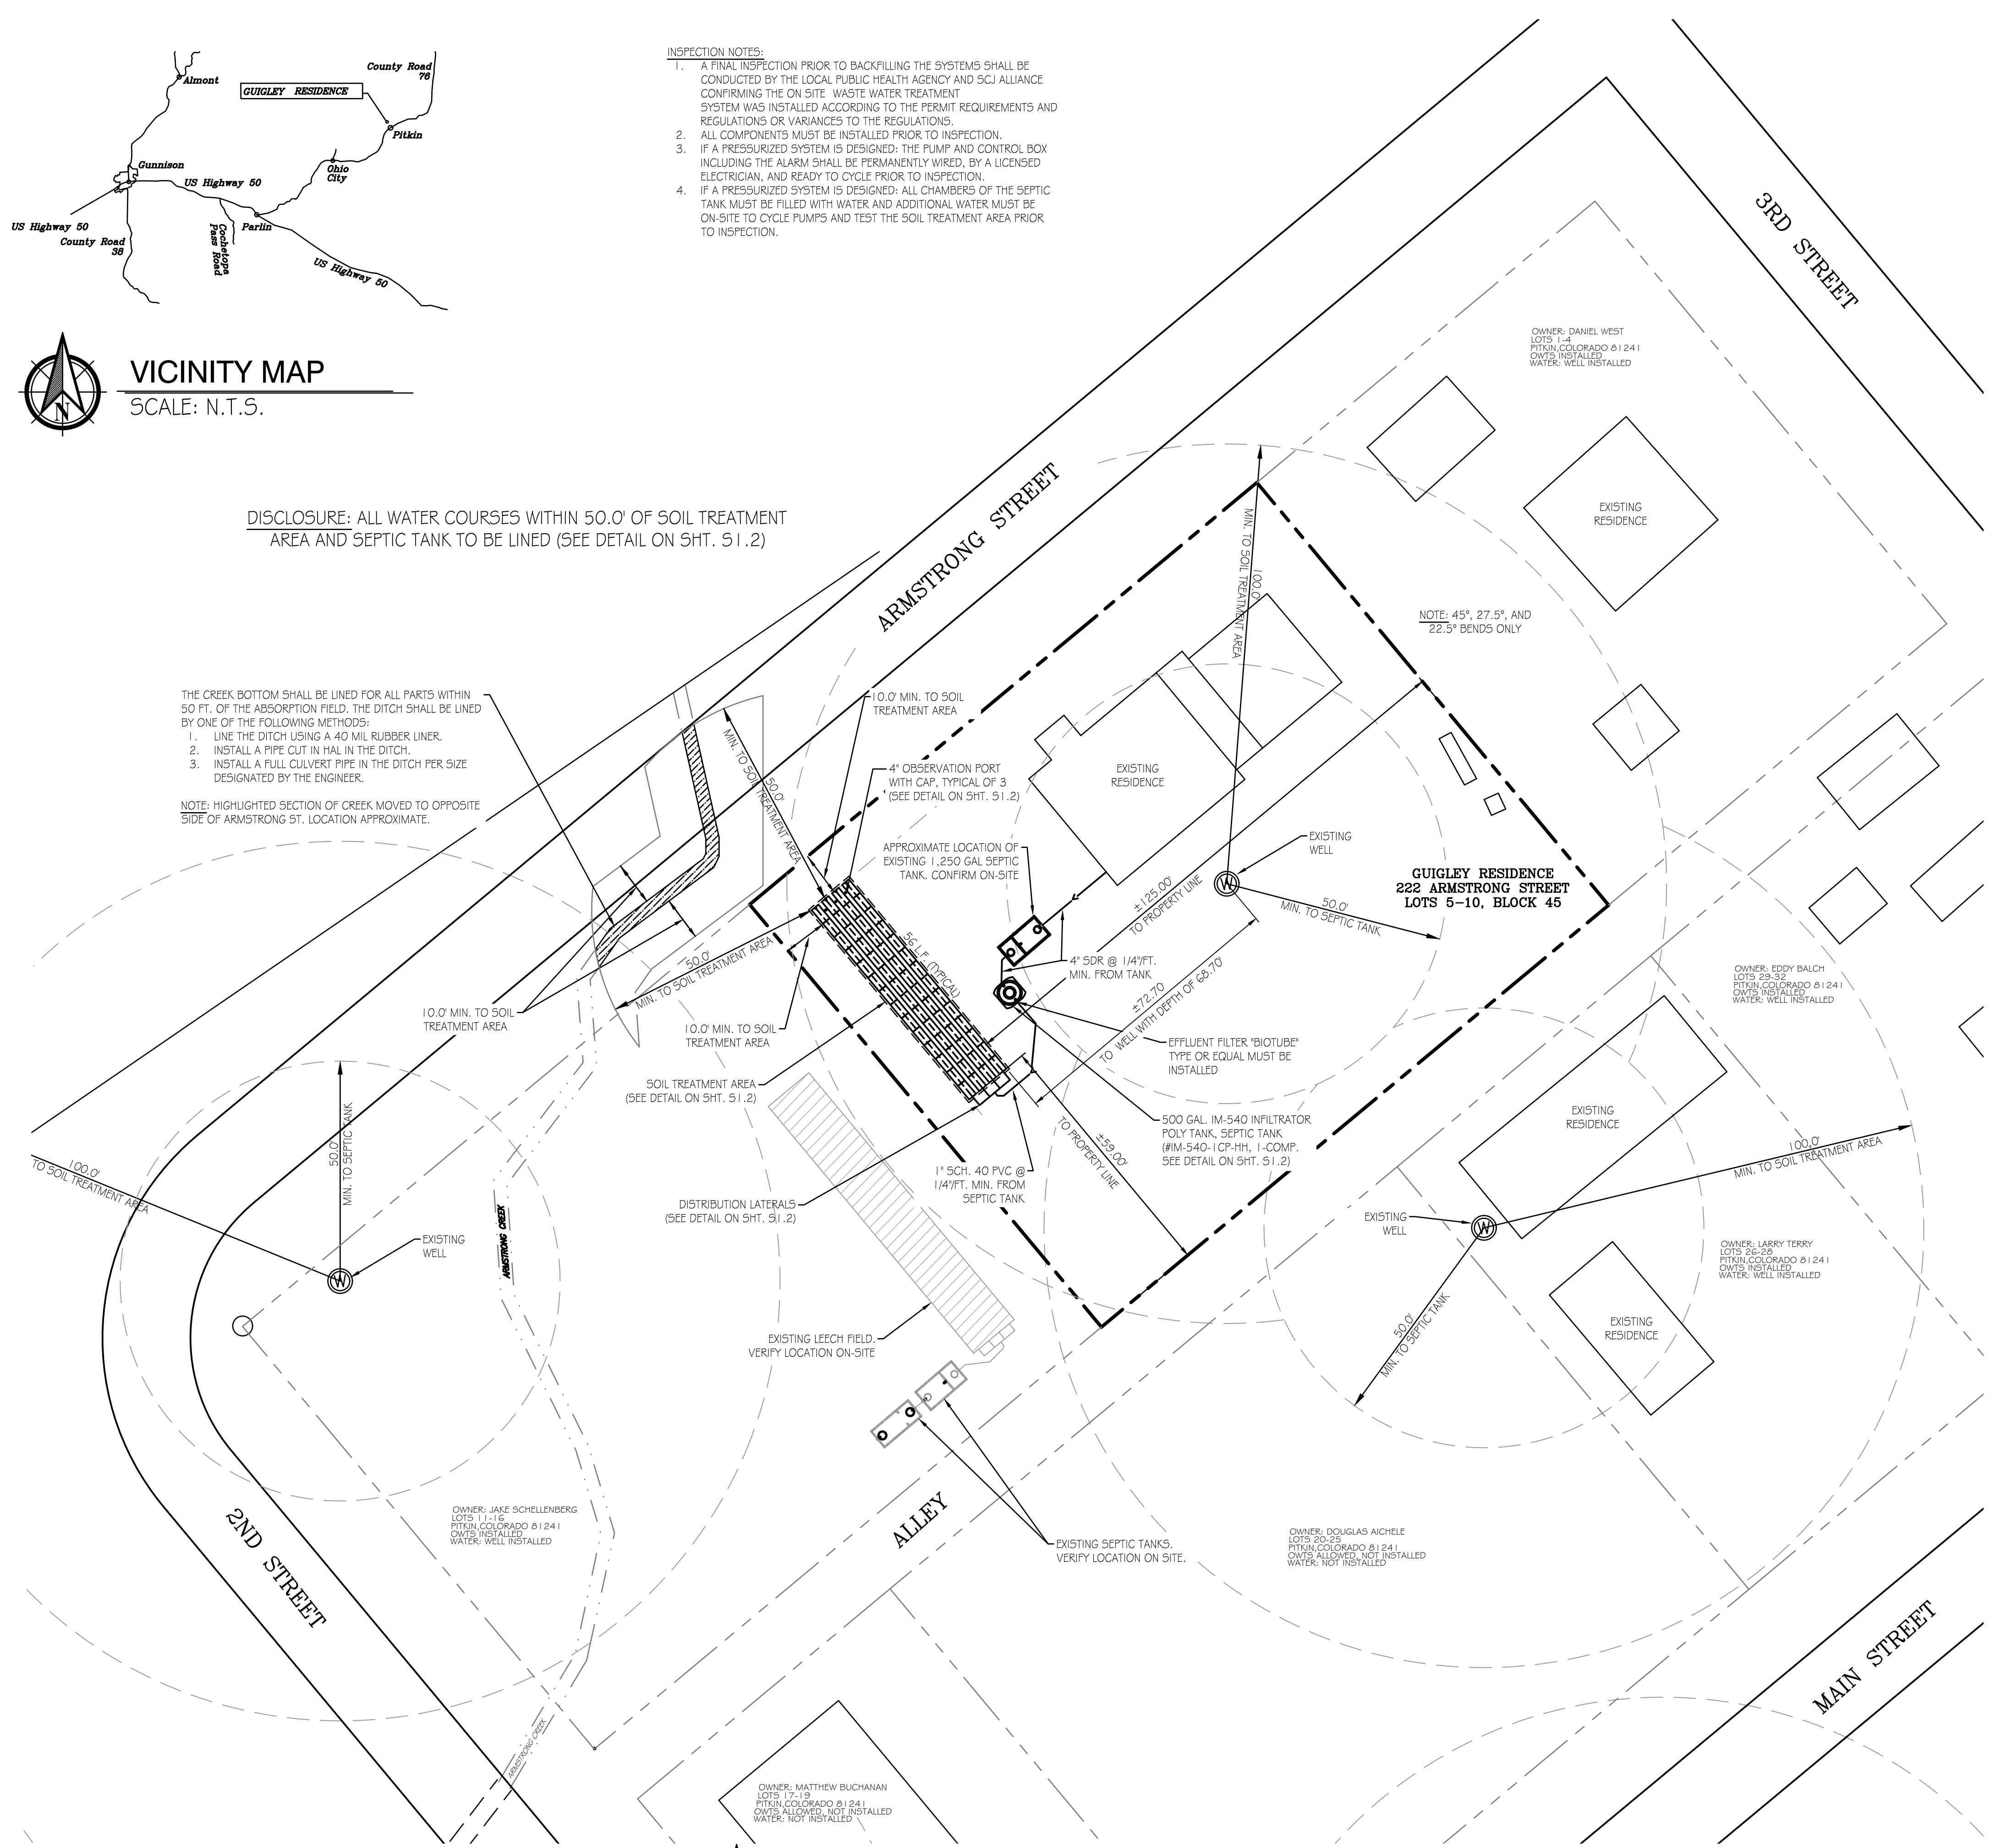 Almont
County Road
76
GUIGLEY RESIDENCE
Pitkin
Gunnison
Ohio
City
US Highway 50
US Highway 50
Parlin
County Road
38
Cochetopa
Pass Road
US Highway 50
N
VICINITY MAP
SCALE: N.T.S.
INSPECTION NOTES:
1. A FINAL INSPECTION PRIOR TO BACKFILLING THE SYSTEMS SHALL BE
CONDUCTED BY THE LOCAL PUBLIC HEALTH AGENCY AND SCJ ALLIANCE
CONFIRMING THE ON SITE WASTE WATER TREATMENT
SYSTEM WAS INSTALLED ACCORDING TO THE PERMIT REQUIREMENTS AND
REGULATIONS OR VARIANCES TO THE REGULATIONS.
2. ALL COMPONENTS MUST BE INSTALLED PRIOR TO INSPECTION.
3. IF A PRESSURIZED SYSTEM IS DESIGNED: THE PUMP AND CONTROL BOX
INCLUDING THE ALARM SHALL BE PERMANENTLY WIRED, BY A LICENSED
ELECTRICIAN, AND READY TO CYCLE PRIOR TO INSPECTION.
4. IF A PRESSURIZED SYSTEM IS DESIGNED: ALL CHAMBERS OF THE SEPTIC
TANK MUST BE FILLED WITH WATER AND ADDITIONAL WATER MUST BE
ON-SITE TO CYCLE PUMPS AND TEST THE SOIL TREATMENT AREA PRIOR
TO INSPECTION.
3RD STREET
OWNER: DANIEL WEST
LOTS 1-4
PITKIN,COLORADO 81241
OWTS INSTALLED
WATER: WELL INSTALLED
EXISTING
RESIDENCE
DISCLOSURE: ALL WATER COURSES WITHIN 50.0' OF SOIL TREATMENT
AREA AND SEPTIC TANK TO BE LINED (SEE DETAIL ON SHT. S1.2)
ARMSTRONG STREET
100.0'
MIN. TO SOIL TREATMENT AREA
NOTE: 45°, 27.5°, AND
22.5° BENDS ONLY
THE CREEK BOTTOM SHALL BE LINED FOR ALL PARTS WITHIN
50 FT. OF THE ABSORPTION FIELD. THE DITCH SHALL BE LINED
BY ONE OF THE FOLLOWING METHODS:
1. LINE THE DITCH USING A 40 MIL RUBBER LINER.
2. INSTALL A PIPE CUT IN HAL IN THE DITCH.
3. INSTALL A FULL CULVERT PIPE IN THE DITCH PER SIZE
DESIGNATED BY THE ENGINEER.
NOTE: HIGHLIGHTED SECTION OF CREEK MOVED TO OPPOSITE
SIDE OF ARMSTRONG ST. LOCATION APPROXIMATE.
10.0' MIN. TO SOIL
TREATMENT AREA
50.0'
MIN. TO SOIL TREATMENT AREA
4" OBSERVATION PORT
WITH CAP, TYPICAL OF 3
(SEE DETAIL ON SHT. S1.2)
EXISTING
RESIDENCE
APPROXIMATE LOCATION OF
EXISTING 1,250 GAL SEPTIC
TANK. CONFIRM ON-SITE
EXISTING
WELL
W
GUIGLEY RESIDENCE
222 ARMSTRONG STREET
LOTS 5-10, BLOCK 45
±125.00'
TO PROPERTY LINE
50.0'
MIN. TO SEPTIC TANK
56 L.F. (TYPICAL)
50.0'
MIN. TO SOIL TREATMENT AREA
4" SDR @ 1/4"/FT.
MIN. FROM TANK
±72.70
TO WELL WITH DEPTH OF 68.70'
OWNER: EDDY BALCH
LOTS 29-32
PITKIN,COLORADO 81241
OWTS INSTALLED
WATER: WELL INSTALLED
10.0' MIN. TO SOIL
TREATMENT AREA
10.0' MIN. TO SOIL
TREATMENT AREA
EFFLUENT FILTER "BIOTUBE"
TYPE OR EQUAL MUST BE
INSTALLED
SOIL TREATMENT AREA
(SEE DETAIL ON SHT. S1.2)
500 GAL. IM-540 INFILTRATOR
POLY TANK, SEPTIC TANK
(#IM-540-1CP-HH, 1-COMP.
SEE DETAIL ON SHT. S1.2)
±59.00'
TO PROPERTY LINE
EXISTING
RESIDENCE
100.0'
MIN. TO SOIL TREATMENT AREA
50.0'
MIN. TO SEPTIC TANK
100.0'
TO SOIL TREATMENT AREA
1" SCH. 40 PVC @
1/4"/FT. MIN. FROM
SEPTIC TANK
DISTRIBUTION LATERALS
(SEE DETAIL ON SHT. S1.2)
EXISTING
WELL
W
EXISTING
WELL
W
ARMSTRONG CREEK
OWNER: LARRY TERRY
LOTS 26-28
PITKIN,COLORADO 81241
OWTS INSTALLED
WATER: WELL INSTALLED
50.0'
MIN. TO SEPTIC TANK
EXISTING
RESIDENCE
EXISTING LEECH FIELD.
VERIFY LOCATION ON-SITE
2ND STREET
OWNER: JAKE SCHELLENBERG
LOTS 11-16
PITKIN,COLORADO 81241
OWTS INSTALLED
WATER: WELL INSTALLED
ALLEY
EXISTING SEPTIC TANKS.
VERIFY LOCATION ON SITE.
OWNER: DOUGLAS AICHELE
LOTS 20-25
PITKIN,COLORADO 81241
OWTS ALLOWED, NOT INSTALLED
WATER: NOT INSTALLED
MAIN STREET
ARMSTRONG CREEK
OWNER: MATTHEW BUCHANAN
LOTS 17-19
PITKIN,COLORADO 81241
OWTS ALLOWED, NOT INSTALLED
WATER: NOT INSTALLED